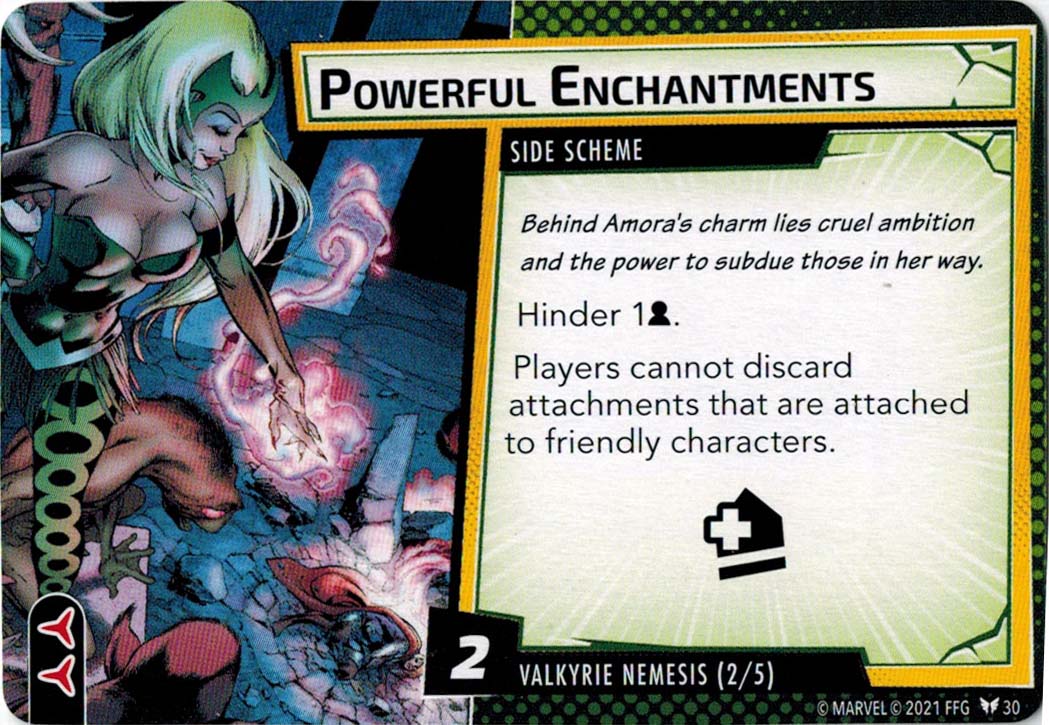 POWERFUL ENCHANTMENTS
SIDE SCHEME
Behind Amora's charm lies cruel ambition
and the power to subdue those in her way.
Hinder 1.
Players cannot discard
attachments that are attached
to friendly characters.
2
VALKYRIE NEMESIS (2/5)
© MARVEL © 2021 FFG 30